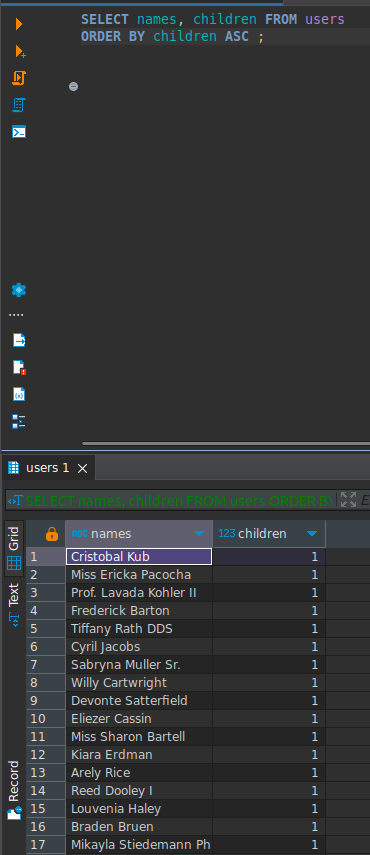 SELECT names, children FROM users
ORDER BY children ASC ;
users 1
SELECT names, children FROM users ORDER B
Grid
Text
Record
names 123 children
1 Cristobal Kub 1
2 Miss Ericka Pacocha 1
3 Prof. Lavada Kohler II 1
4 Frederick Barton 1
5 Tiffany Rath DDS 1
6 Cyril Jacobs 1
7 Sabryna Muller Sr. 1
8 Willy Cartwright 1
9 Devonte Satterfield 1
10 Eliezer Cassin 1
11 Miss Sharon Bartell 1
12 Kiara Erdman 1
13 Arely Rice 1
14 Reed Dooley I 1
15 Louvenia Haley 1
16 Braden Bruen 1
17 Mikayla Stiedemann Ph 1